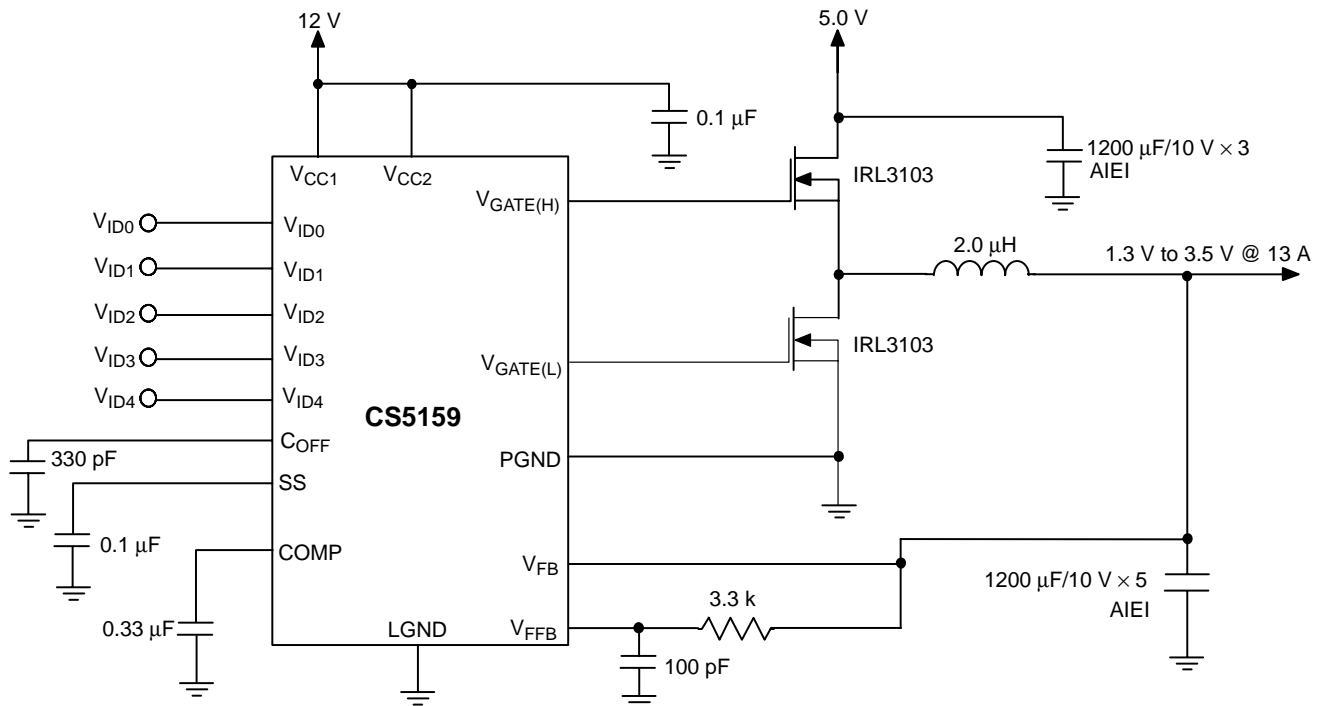 12 V
5.0 V
0.1 μF
1200 μF/10 V × 3
AIEI
VCC1
VCC2
IRL3103
VGATE(H)
VID0
VID0
2.0 μH
1.3 V to 3.5 V @ 13 A
VID1
VID1
VID2
VID2
IRL3103
VID3
VID3
VGATE(L)
VID4
VID4
CS5159
COFF
330 pF
PGND
SS
0.1 μF
COMP
VFB
1200 μF/10 V × 5
AIEI
3.3 k
0.33 μF
LGND
VFFB
100 pF